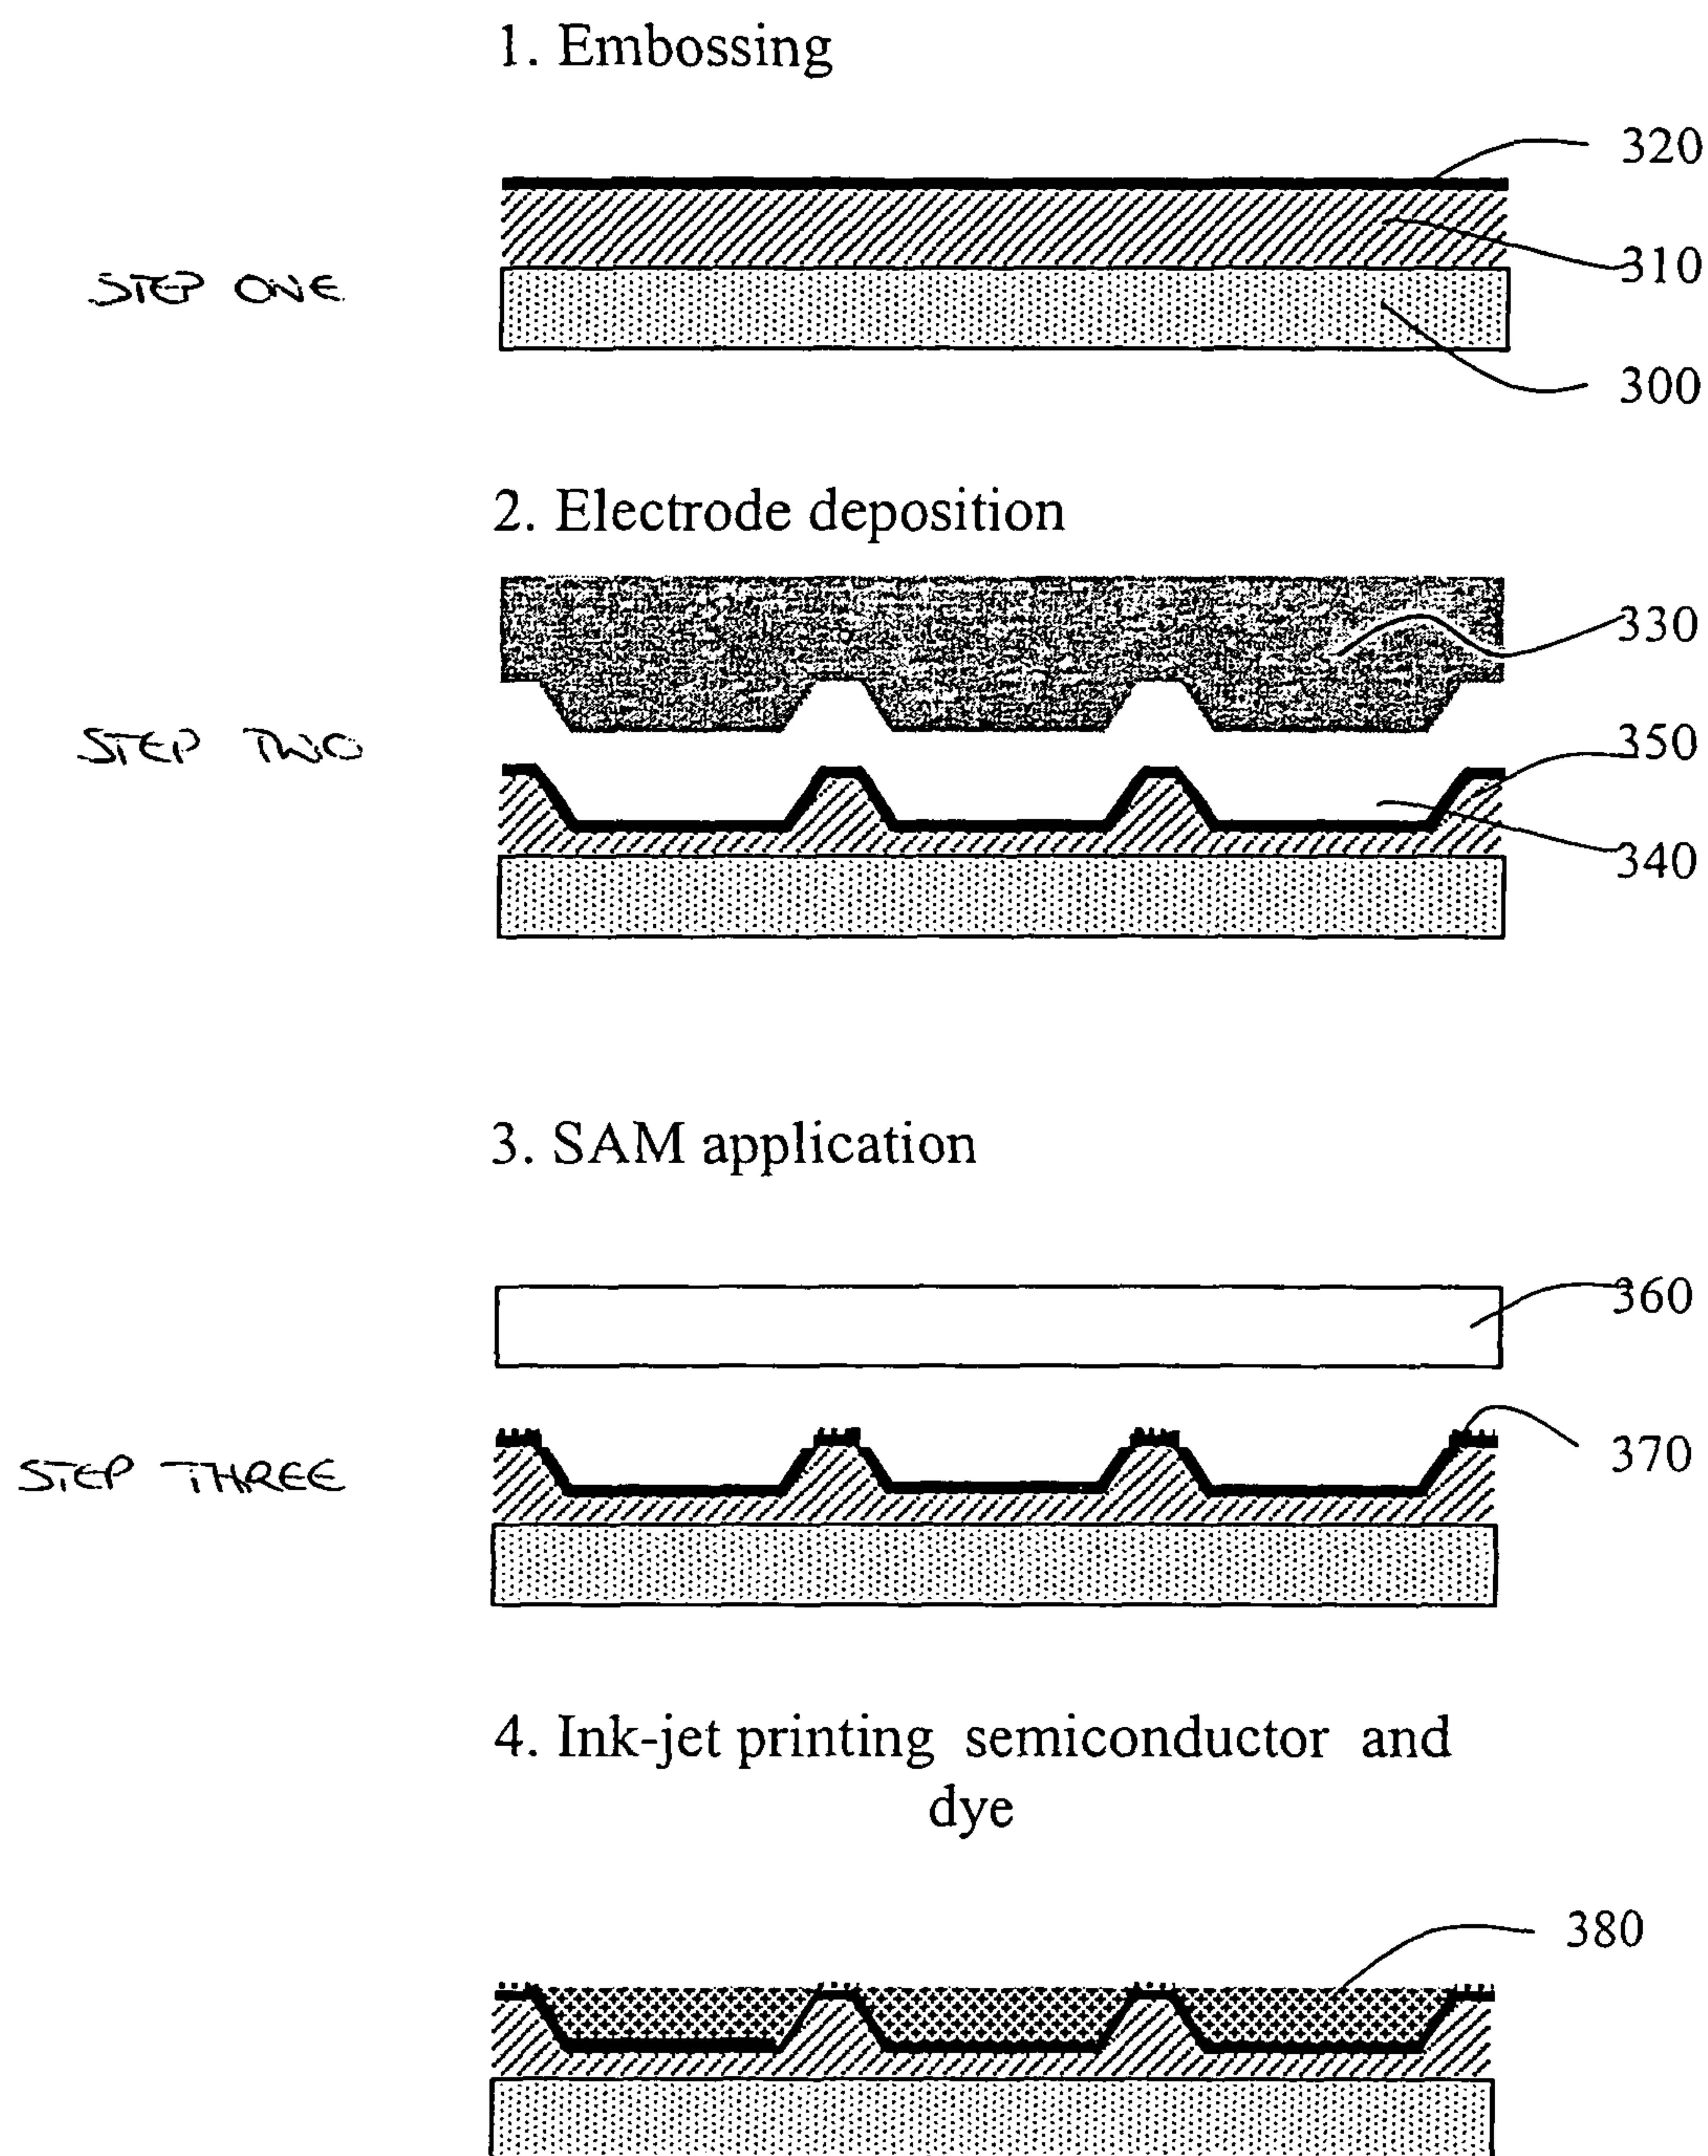 1. Embossing
320
310
STEP ONE
300
2. Electrode deposition
330
STEP TWO
350
340
3. SAM application
360
370
STEP THREE
4. Ink-jet printing semiconductor and
dye
380